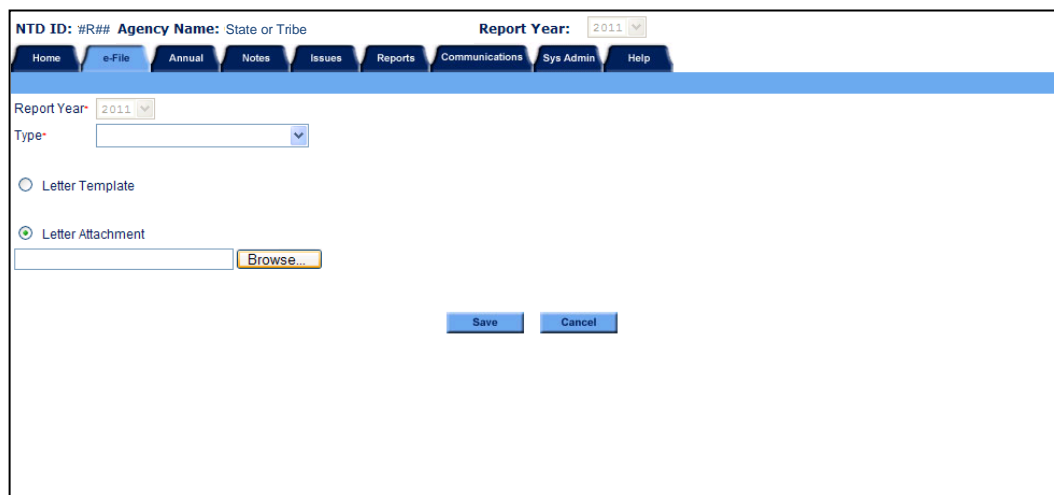 NTD ID: #R## Agency Name: State or Tribe Report Year: 2011
Home e-File Annual Notes Issues Reports Communications Sys Admin Help
Report Year* 2011
Type*
Letter Template
Letter Attachment
Browse...
Save Cancel